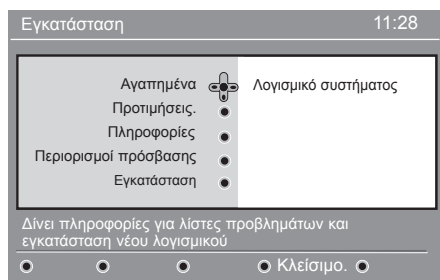 Εγκατάσταση 11:28
Αγαπημένα Λογισμικό συστήματος
Προτιμήσεις.
Πληροφορίες
Περιορισμοί πρόσβασης
Εγκατάσταση
Δίνει πληροφορίες για λίστες προβλημάτων και
εγκατάσταση νέου λογισμικού
Κλείσιμο.